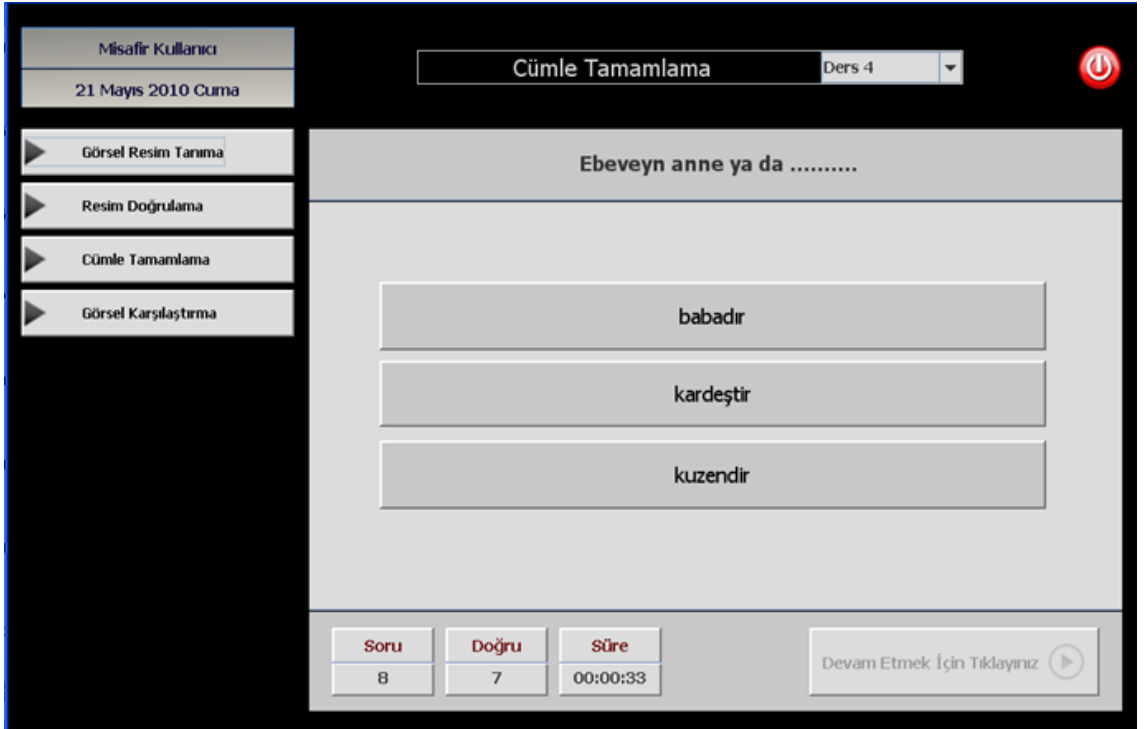 Misafir Kullanıcı
21 Mayıs 2010 Cuma
Cümle Tamamlama
Ders 4
Görsel Resim Tanıma
Resim Doğrulama
Cümle Tamamlama
Görsel Karşılaştırma
Ebeveyn anne ya da ..........
babadır
kardeştir
kuzendir
Soru
8
Doğru
7
Süre
00:00:33
Devam Etmek İçin Tıklayınız